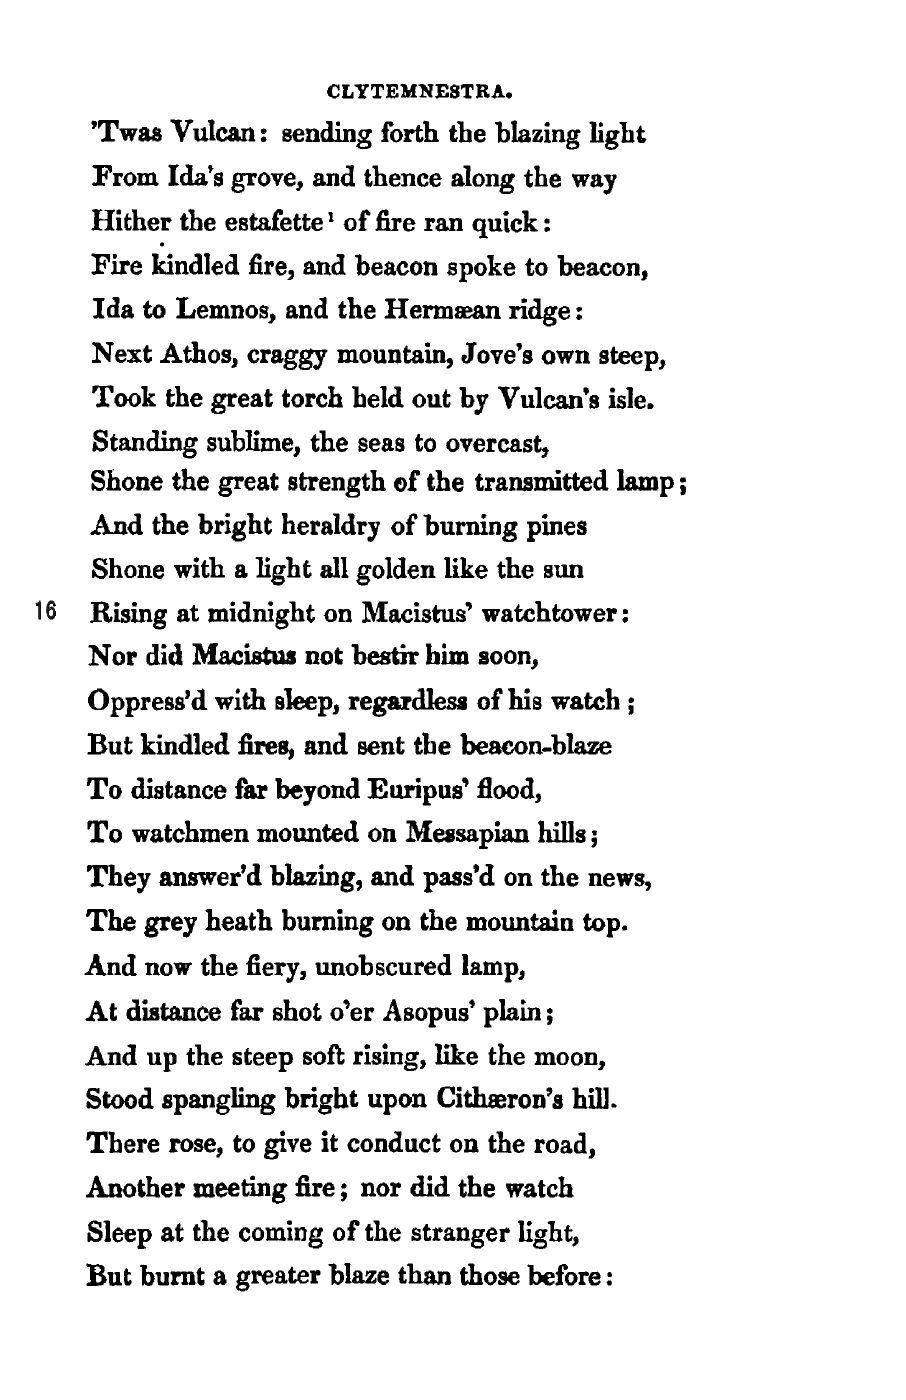 CLYTEMNESTRA.
’Twas Vulcan: sending forth the blazing light
From Ida’s grove, and thence along the way
Hither the estafette¹ of fire ran quick:
Fire kindled fire, and beacon spoke to beacon,
Ida to Lemnos, and the Hermæan ridge:
Next Athos, craggy mountain, Jove’s own steep,
Took the great torch held out by Vulcan’s isle.
Standing sublime, the seas to overcast,
Shone the great strength of the transmitted lamp;
And the bright heraldry of burning pines
Shone with a light all golden like the sun
16 Rising at midnight on Macistus’ watchtower:
Nor did Macistus not bestir him soon,
Oppress’d with sleep, regardless of his watch;
But kindled fires, and sent the beacon-blaze
To distance far beyond Euripus’ flood,
To watchmen mounted on Messapian hills;
They answer’d blazing, and pass’d on the news,
The grey heath burning on the mountain top.
And now the fiery, unobscured lamp,
At distance far shot o’er Asopus’ plain;
And up the steep soft rising, like the moon,
Stood spangling bright upon Cithæron’s hill.
There rose, to give it conduct on the road,
Another meeting fire; nor did the watch
Sleep at the coming of the stranger light,
But burnt a greater blaze than those before: